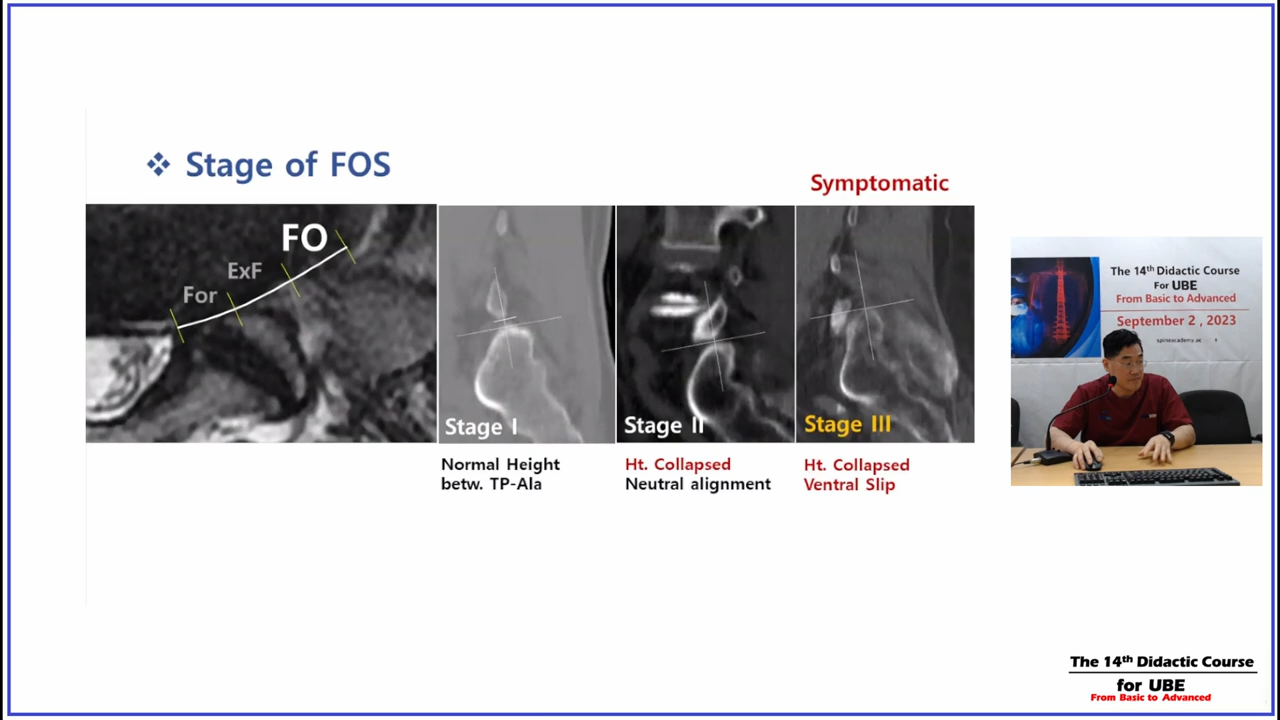 ❖ Stage of FOS
Symptomatic
FO
ExF
For
Stage I
Stage II
Stage III
Normal Height
betw. TP-Ala
Ht. Collapsed
Neutral alignment
Ht. Collapsed
Ventral Slip
The 14th Didactic Course
For UBE
From Basic to Advanced
September 2, 2023
The 14th Didactic Course
for UBE
From Basic to Advanced